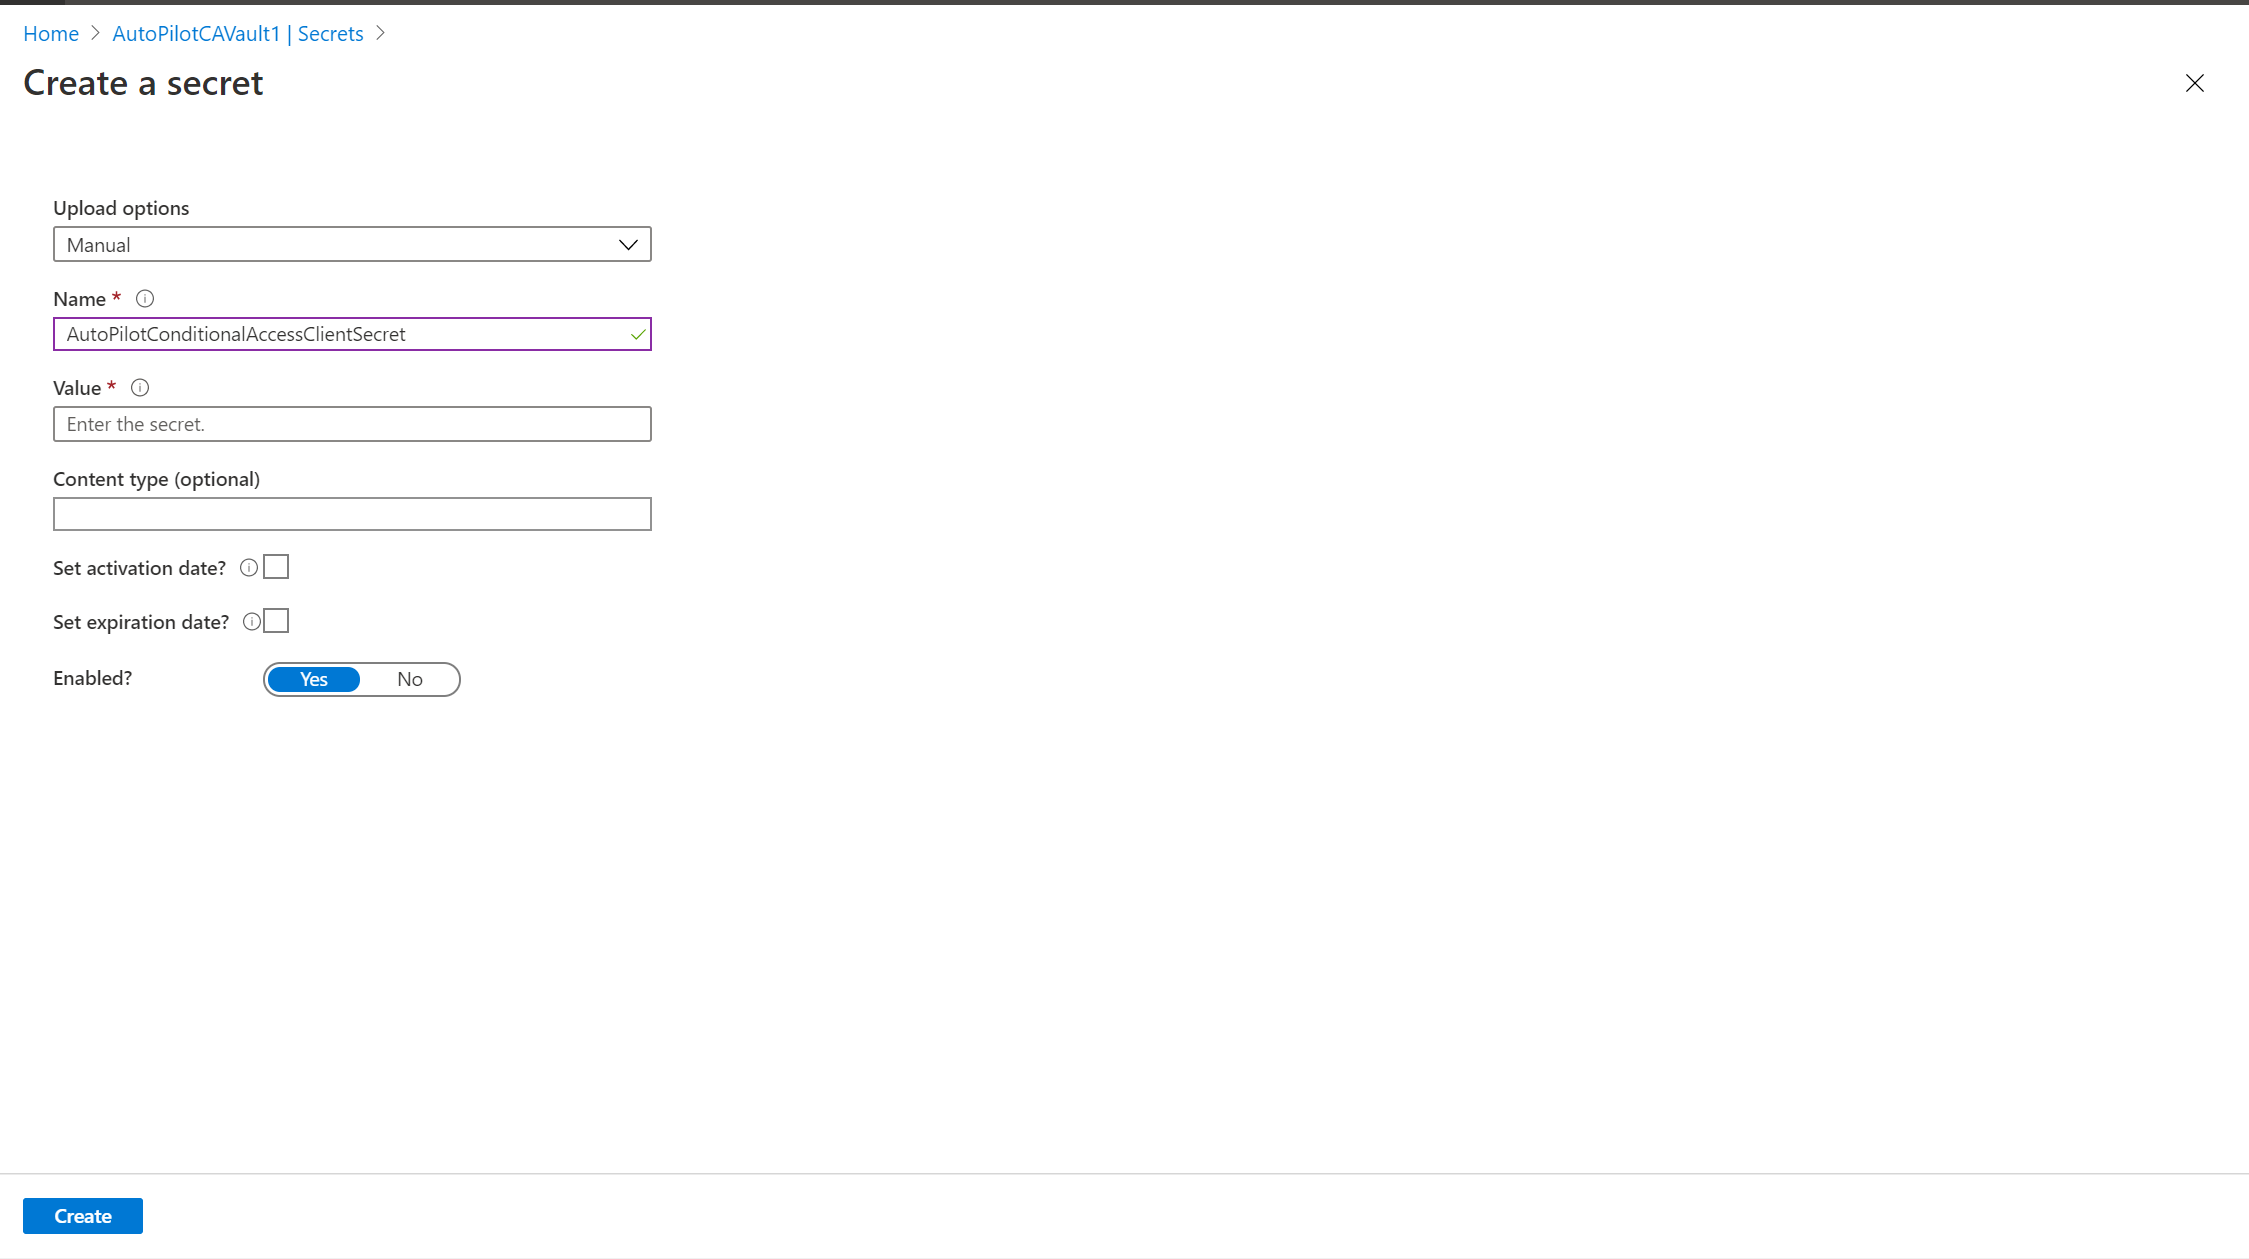 Home > AutoPilotCAVault1 | Secrets >
Create a secret
Upload options
Manual
Name *
AutoPilotConditionalAccessClientSecret
Value *
Enter the secret.
Content type (optional)
Set activation date?
Set expiration date?
Enabled? Yes No
Create